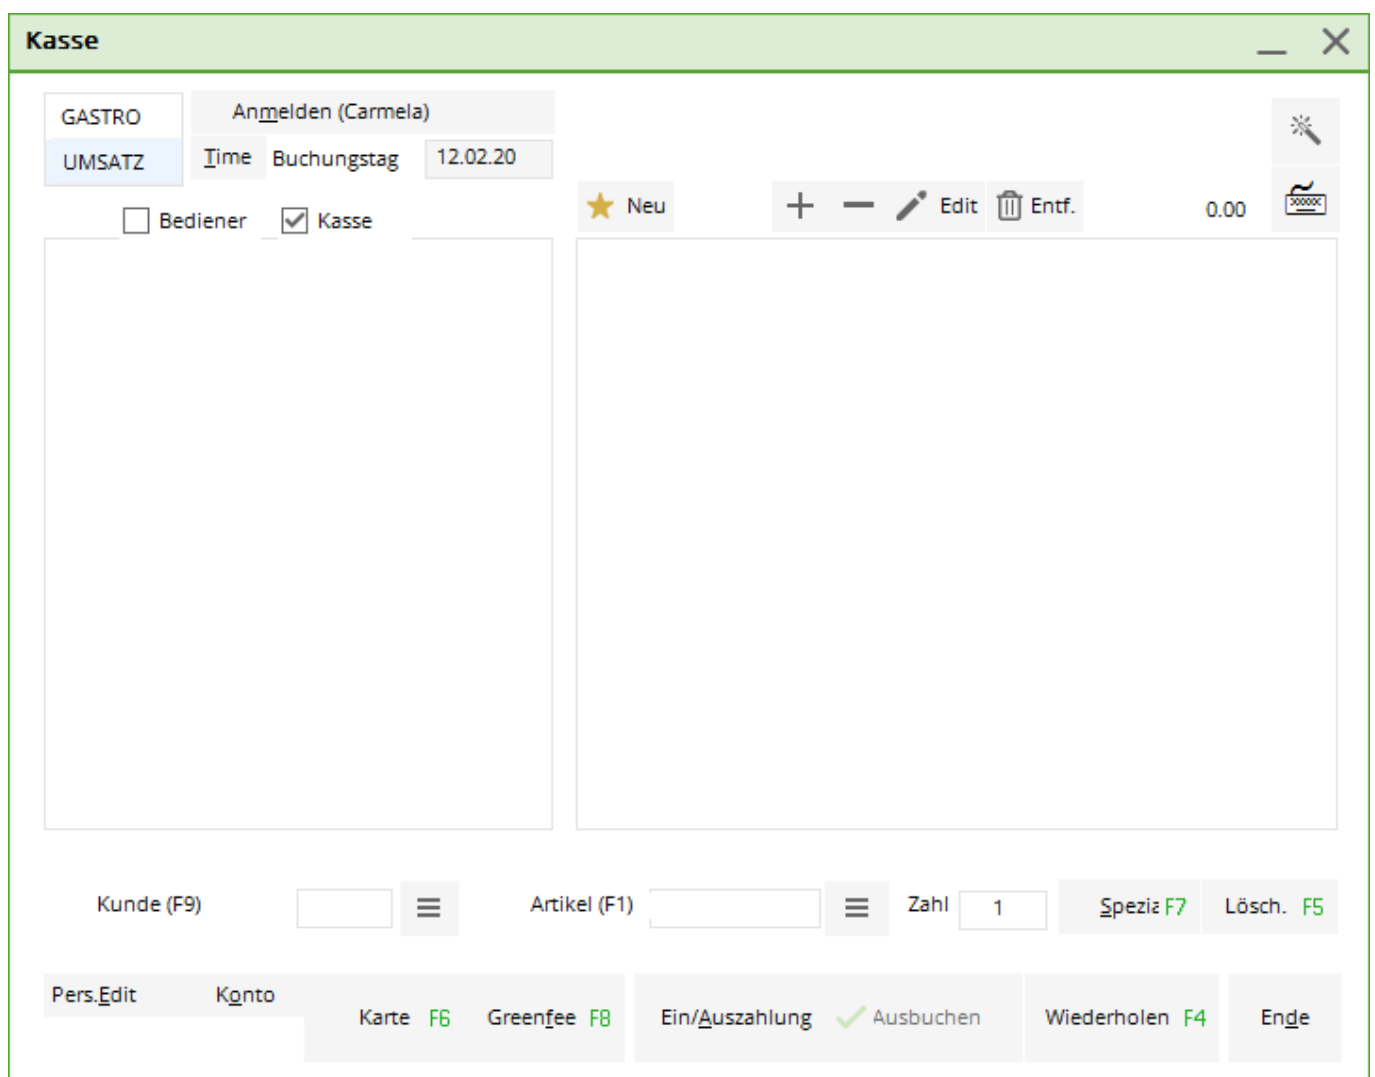 Kasse
GASTRO
Anmelden (Carmela)
UMSATZ
Time Buchungstag 12.02.20
Bediener Kasse
Neu
Edit
Entf.
0.00
Kunde (F9)
Artikel (F1)
Zahl 1
Spezia F7
Lösch. F5
Pers.Edit
Konto
Karte F6
Greenfee F8
Ein/Auszahlung
Ausbuchen
Wiederholen F4
Ende